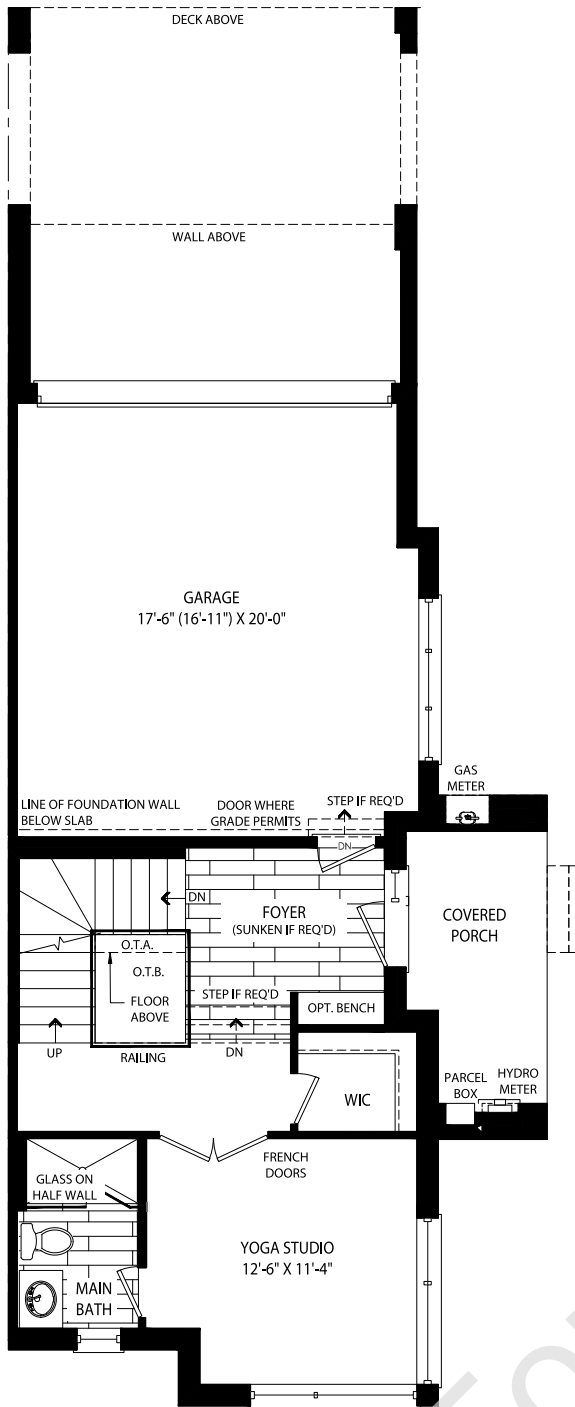 DECK ABOVE
WALL ABOVE
GARAGE
17'-6" (16'-11") X 20'-0"
GAS
METER
LINE OF FOUNDATION WALL
BELOW SLAB
DOOR WHERE
GRADE PERMITS
STEP IF REQ'D
DN
DN
FOYER
(SUNKEN IF REQ'D)
COVERED
PORCH
O.T.A.
O.T.B.
FLOOR
ABOVE
STEP IF REQ'D
OPT. BENCH
UP
RAILING
DN
WIC
PARCEL
BOX
HYDRO
METER
FRENCH
DOORS
GLASS ON
HALF WALL
YOGA STUDIO
12'-6" X 11'-4"
MAIN
BATH